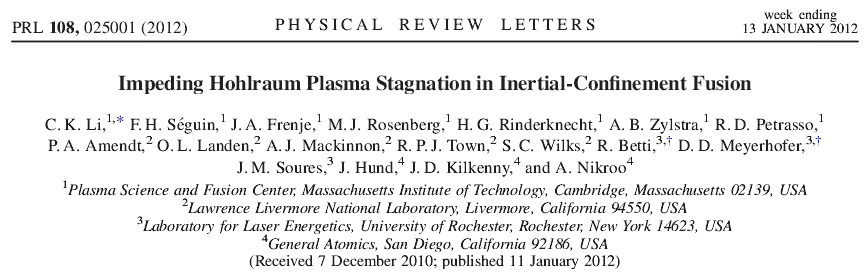 PRL 108, 025001 (2012)
PHYSICAL REVIEW LETTERS
week ending
13 JANUARY 2012
Impeding Hohlraum Plasma Stagnation in Inertial-Confinement Fusion
C. K. Li,1,* F. H. Séguin,1 J. A. Frenje,1 M. J. Rosenberg,1 H. G. Rinderknecht,1 A. B. Zylstra,1 R. D. Petrasso,1
P. A. Amendt,2 O. L. Landen,2 A. J. Mackinnon,2 R. P. J. Town,2 S. C. Wilks,2 R. Betti,3,† D. D. Meyerhofer,3,†
J. M. Soures,3 J. Hund,4 J. D. Kilkenny,4 and A. Nikroo4
1Plasma Science and Fusion Center, Massachusetts Institute of Technology, Cambridge, Massachusetts 02139, USA
2Lawrence Livermore National Laboratory, Livermore, California 94550, USA
3Laboratory for Laser Energetics, University of Rochester, Rochester, New York 14623, USA
4General Atomics, San Diego, California 92186, USA
(Received 7 December 2010; published 11 January 2012)